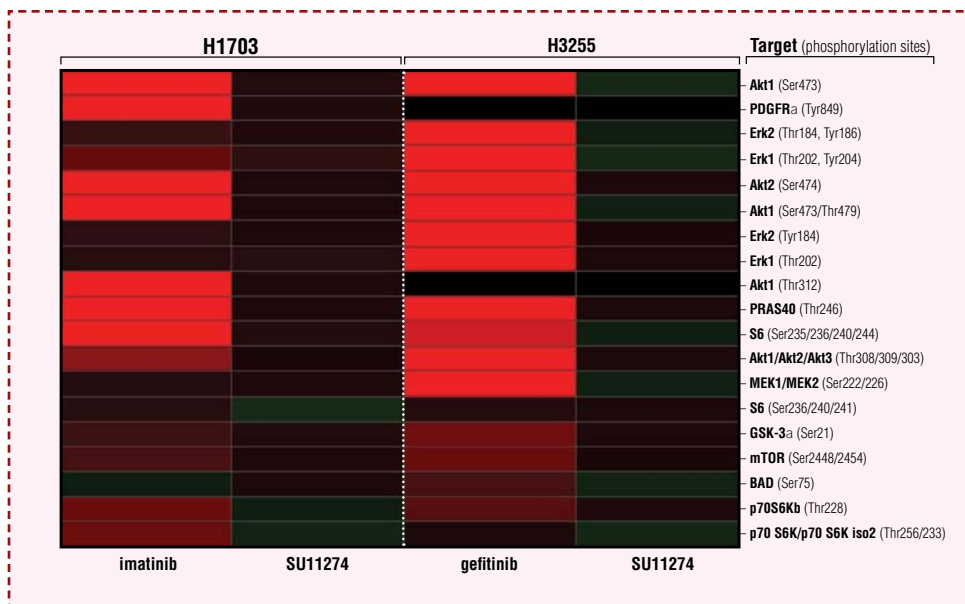 H1703 H3255 Target (phosphorylation sites)
Akt1 (Ser473)
PDGFRa (Tyr849)
Erk2 (Thr184, Tyr186)
Erk1 (Thr202, Tyr204)
Akt2 (Ser474)
Akt1 (Ser473/Thr479)
Erk2 (Tyr184)
Erk1 (Thr202)
Akt1 (Thr312)
PRAS40 (Thr246)
S6 (Ser235/236/240/244)
Akt1/Akt2/Akt3 (Thr308/309/303)
MEK1/MEK2 (Ser222/226)
S6 (Ser236/240/241)
GSK-3a (Ser21)
mTOR (Ser2448/2454)
BAD (Ser75)
p70S6Kb (Thr228)
p70 S6K/p70 S6K iso2 (Thr256/233)
imatinib SU11274 gefitinib SU11274